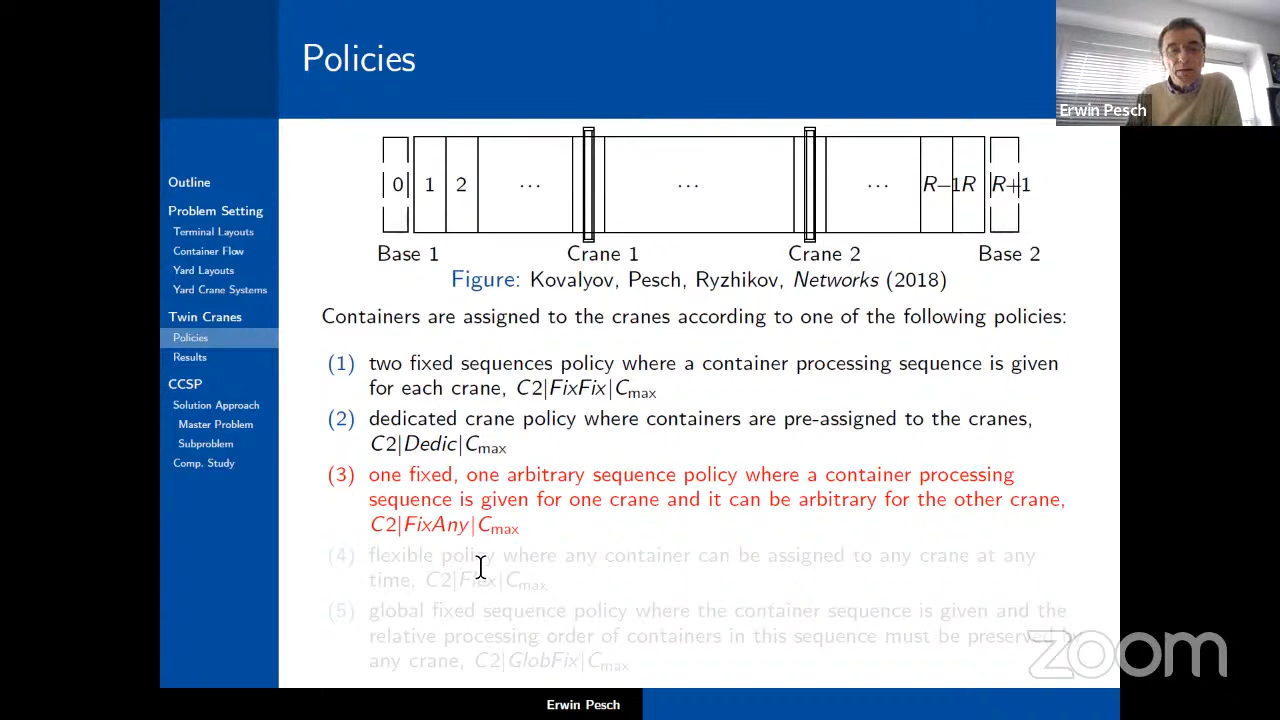 Policies
Erwin Pesch
Outline
Problem Setting
Terminal Layouts
Container Flow
Yard Layouts
Yard Crane Systems
Twin Cranes
Policies
Results
CCSP
Solution Approach
Master Problem
Subproblem
Comp. Study
0 1 2 ... ... ... R−1 R R+1
Base 1 Crane 1 Crane 2 Base 2
Figure: Kovalyov, Pesch, Ryzhikov, Networks (2018)
Containers are assigned to the cranes according to one of the following policies:
(1) two fixed sequences policy where a container processing sequence is given
for each crane, C2|FixFix|Cmax
(2) dedicated crane policy where containers are pre-assigned to the cranes,
C2|Dedic|Cmax
(3) one fixed, one arbitrary sequence policy where a container processing
sequence is given for one crane and it can be arbitrary for the other crane,
C2|FixAny|Cmax
(4) flexible policy where any container can be assigned to any crane at any
time, C2|Flex|Cmax
(5) global fixed sequence policy where the container sequence is given and the
relative processing order of containers in this sequence must be preserved by
any crane, C2|GlobFix|Cmax
zoom
Erwin Pesch